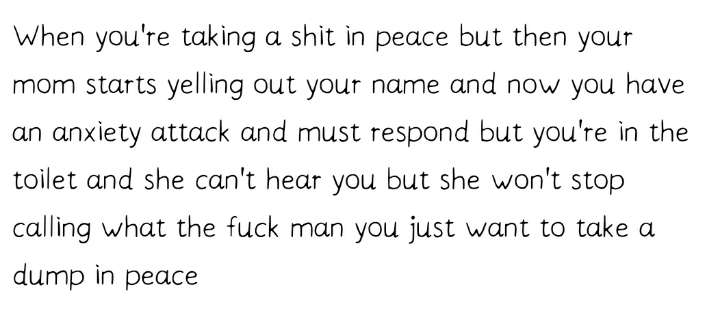 When you're taking a shit in peace but then your
mom starts yelling out your name and now you have
an anxiety attack and must respond but you're in the
toilet and she can't hear you but she won't stop
calling what the fuck man you just want to take a
dump in peace